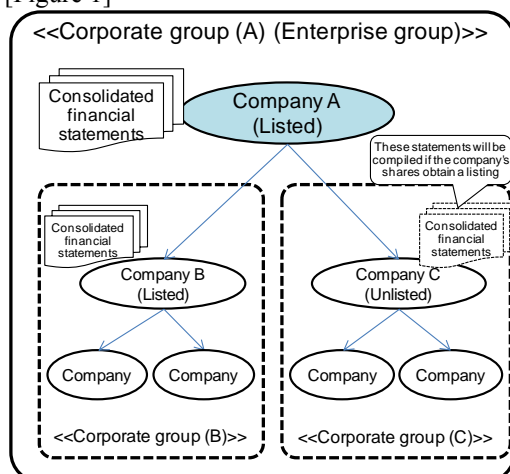 [Figure 1]
<<Corporate group (A) (Enterprise group)>>
Consolidated
financial
statements
Company A
(Listed)
These statements will be
compiled if the company's
shares obtain a listing
Consolidated
financial
statements
Company B
(Listed)
Company
Company
<<Corporate group (B)>>
Consolidated
financial
statements
Company C
(Unlisted)
Company
Company
<<Corporate group (C)>>